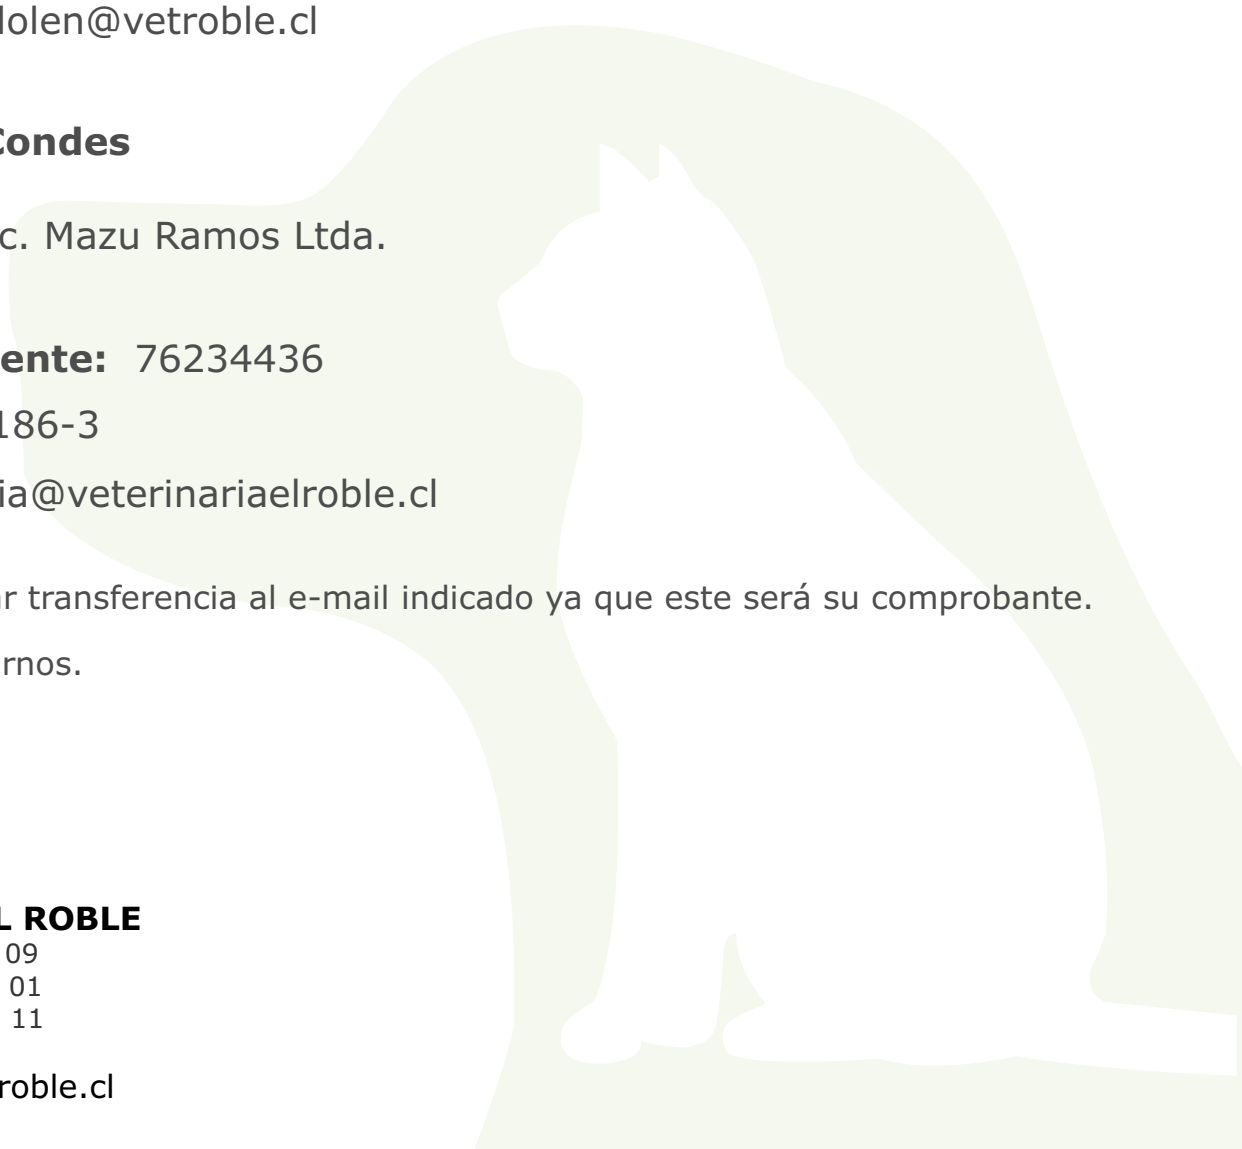 lolen@vetroble.cl
Condes
c. Mazu Ramos Ltda.
ente: 76234436
186-3
ia@veterinariaelroble.cl
ar transferencia al e-mail indicado ya que este será su comprobante.
rnos.
L ROBLE
09
01
11
roble.cl